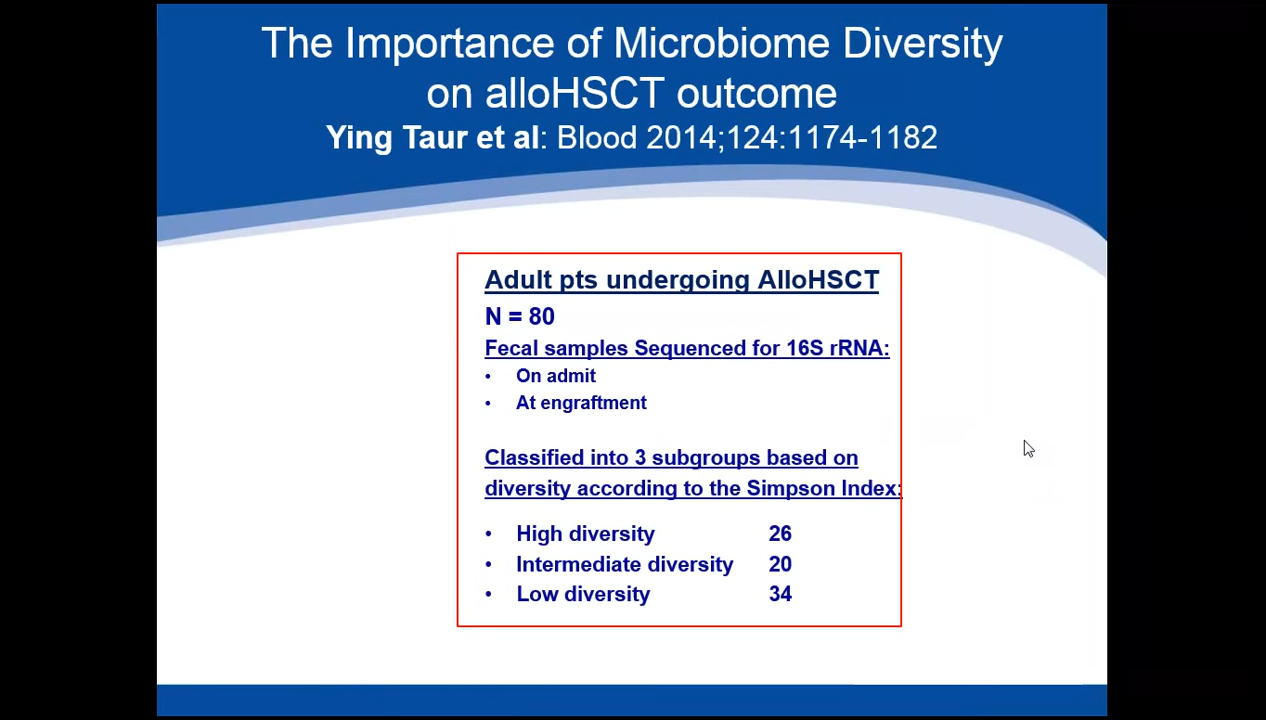 The Importance of Microbiome Diversity
on alloHSCT outcome
Ying Taur et al: Blood 2014;124:1174-1182
Adult pts undergoing AlloHSCT
N = 80
Fecal samples Sequenced for 16S rRNA:
• On admit
• At engraftment
Classified into 3 subgroups based on
diversity according to the Simpson Index:
• High diversity 26
• Intermediate diversity 20
• Low diversity 34